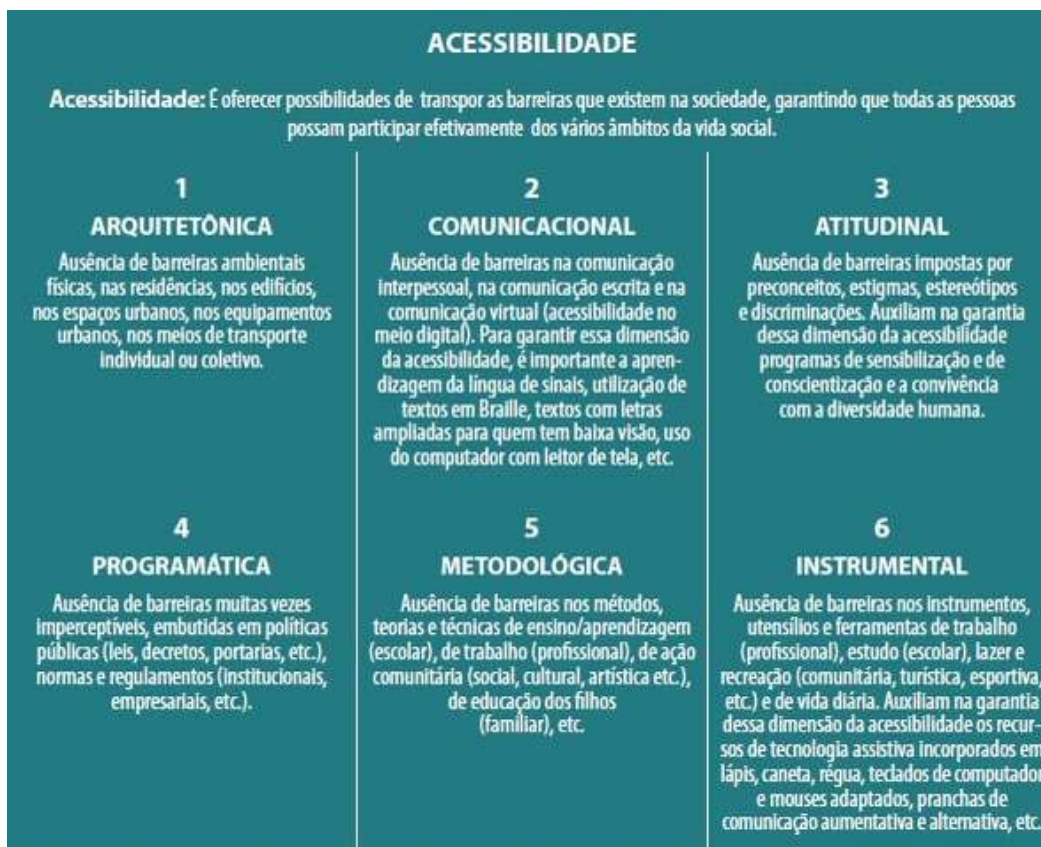 ACESSIBILIDADE
Acessibilidade: É oferecer possibilidades de transpor as barreiras que existem na sociedade, garantindo que todas as pessoas
possam participar efetivamente dos vários âmbitos da vida social.
1
ARQUITETÔNICA
Ausência de barreiras ambientais
físicas, nas residências, nos edifícios,
nos espaços urbanos, nos equipamentos
urbanos, nos meios de transporte
individual ou coletivo.
2
COMUNICACIONAL
Ausência de barreiras na comunicação
interpessoal, na comunicação escrita e na
comunicação virtual (acessibilidade no
meio digital). Para garantir essa dimensão
da acessibilidade, é importante a apren-
dizagem da língua de sinais, utilização de
textos em Braille, textos com letras
ampliadas para quem tem baixa visão, uso
do computador com leitor de tela, etc.
3
ATITUDINAL
Ausência de barreiras impostas por
preconceitos, estigmas, estereótipos
e discriminações. Auxiliam na garantia
dessa dimensão da acessibilidade
programas de sensibilização e de
conscientização e a convivência
com a diversidade humana.
4
PROGRAMÁTICA
Ausência de barreiras muitas vezes
imperceptíveis, embutidas em políticas
públicas (leis, decretos, portarias, etc.),
normas e regulamentos (institucionais,
empresariais, etc.).
5
METODOLÓGICA
Ausência de barreiras nos métodos,
teorias e técnicas de ensino/aprendizagem
(escolar), de trabalho (profissional), de ação
comunitária (social, cultural, artística etc.),
de educação dos filhos
(familiar), etc.
6
INSTRUMENTAL
Ausência de barreiras nos instrumentos,
utensílios e ferramentas de trabalho
(profissional), estudo (escolar), lazer e
recreação (comunitária, turística, esportiva,
etc.) e de vida diária. Auxiliam na garantia
dessa dimensão da acessibilidade os recur-
sos de tecnologia assistiva incorporados em
lápis, caneta, régua, teclados de computador
e mouses adaptados, pranchas de
comunicação aumentativa e alternativa, etc.